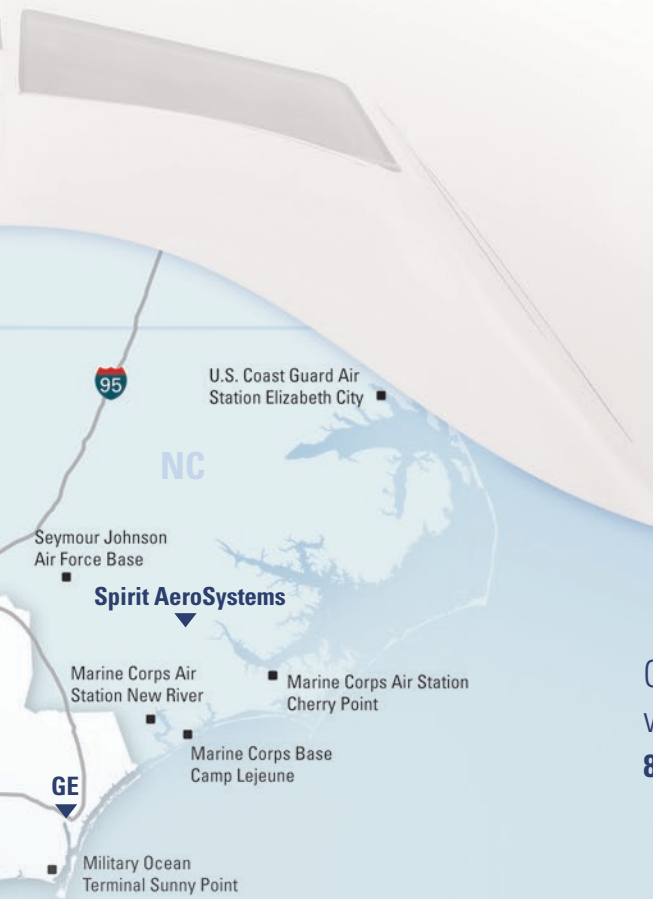 95
U.S. Coast Guard Air
Station Elizabeth City
NC
Seymour Johnson
Air Force Base
Spirit AeroSystems
Marine Corps Air
Station New River
Marine Corps Air Station
Cherry Point
Marine Corps Base
Camp Lejeune
GE
Military Ocean
Terminal Sunny Point
8